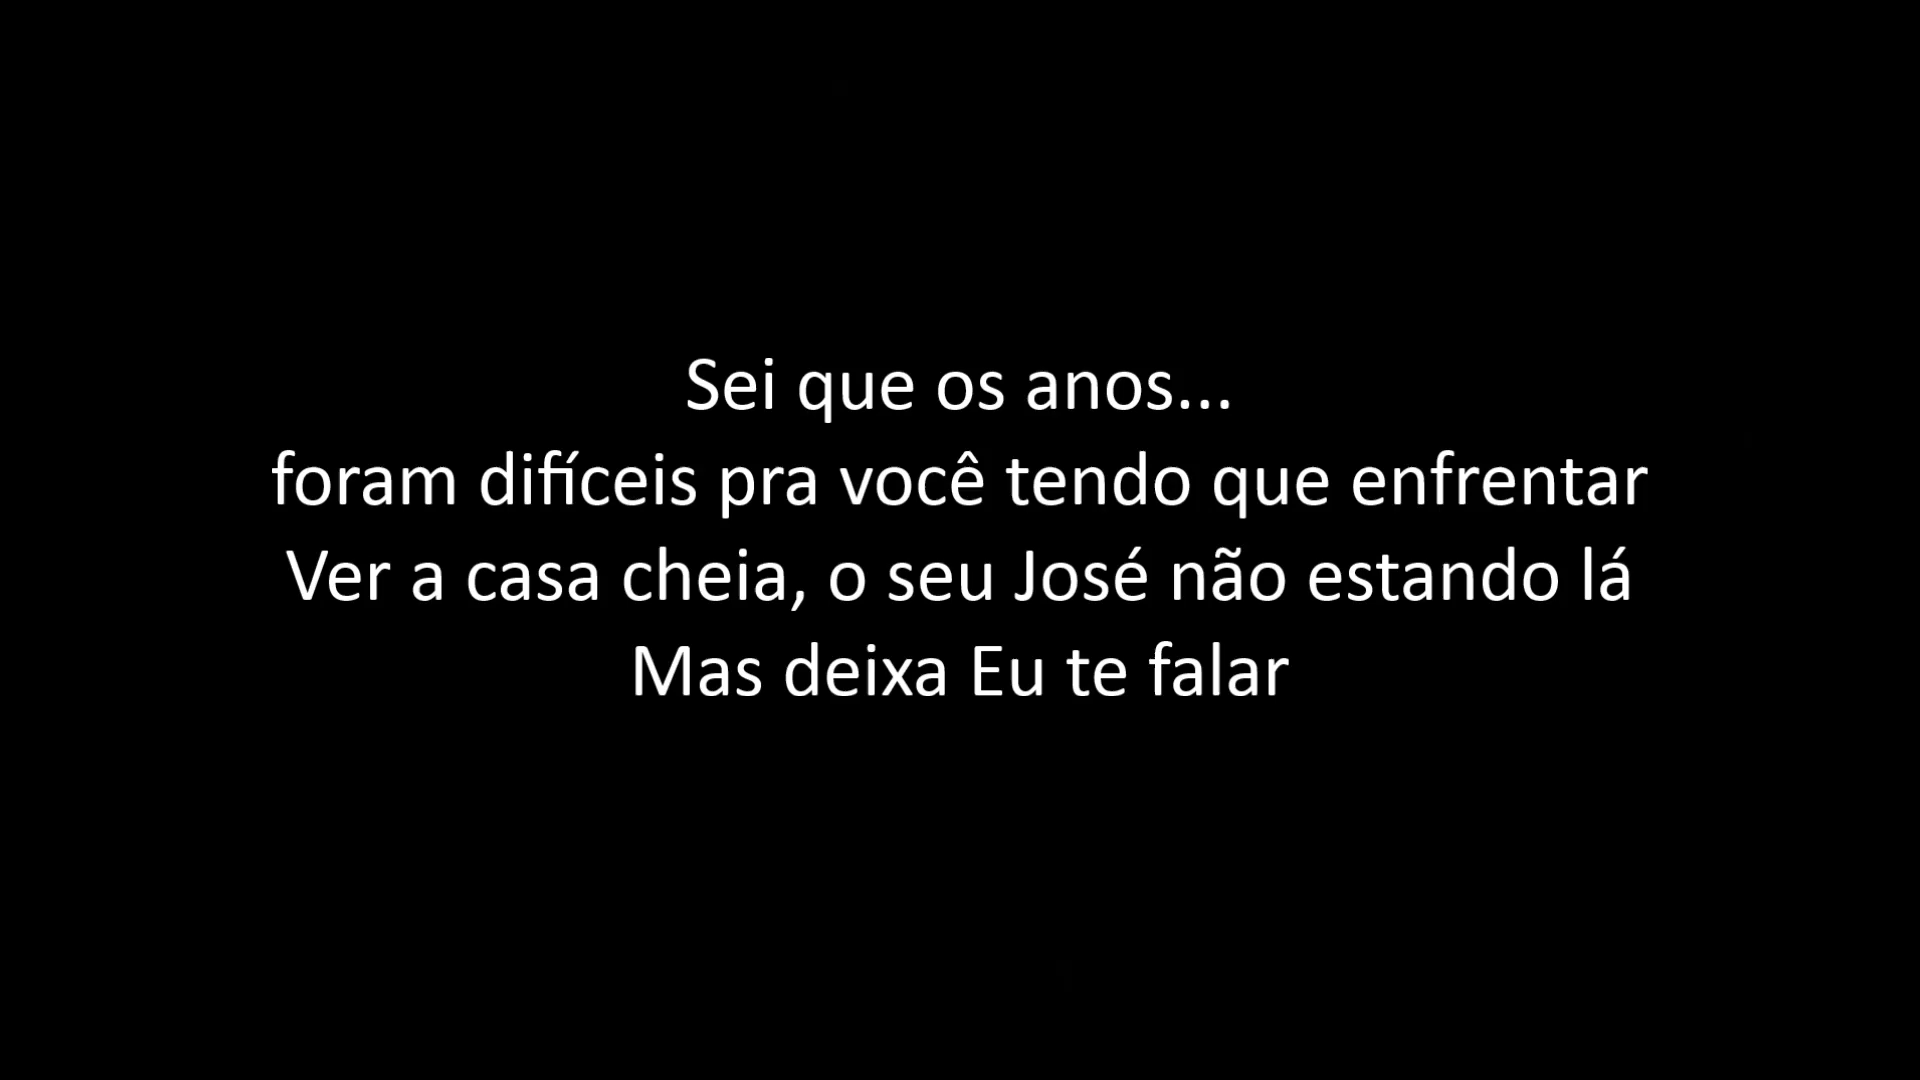 Sei que os anos...
foram difíceis pra você tendo que enfrentar
Ver a casa cheia, o seu José não estando lá
Mas deixa Eu te falar